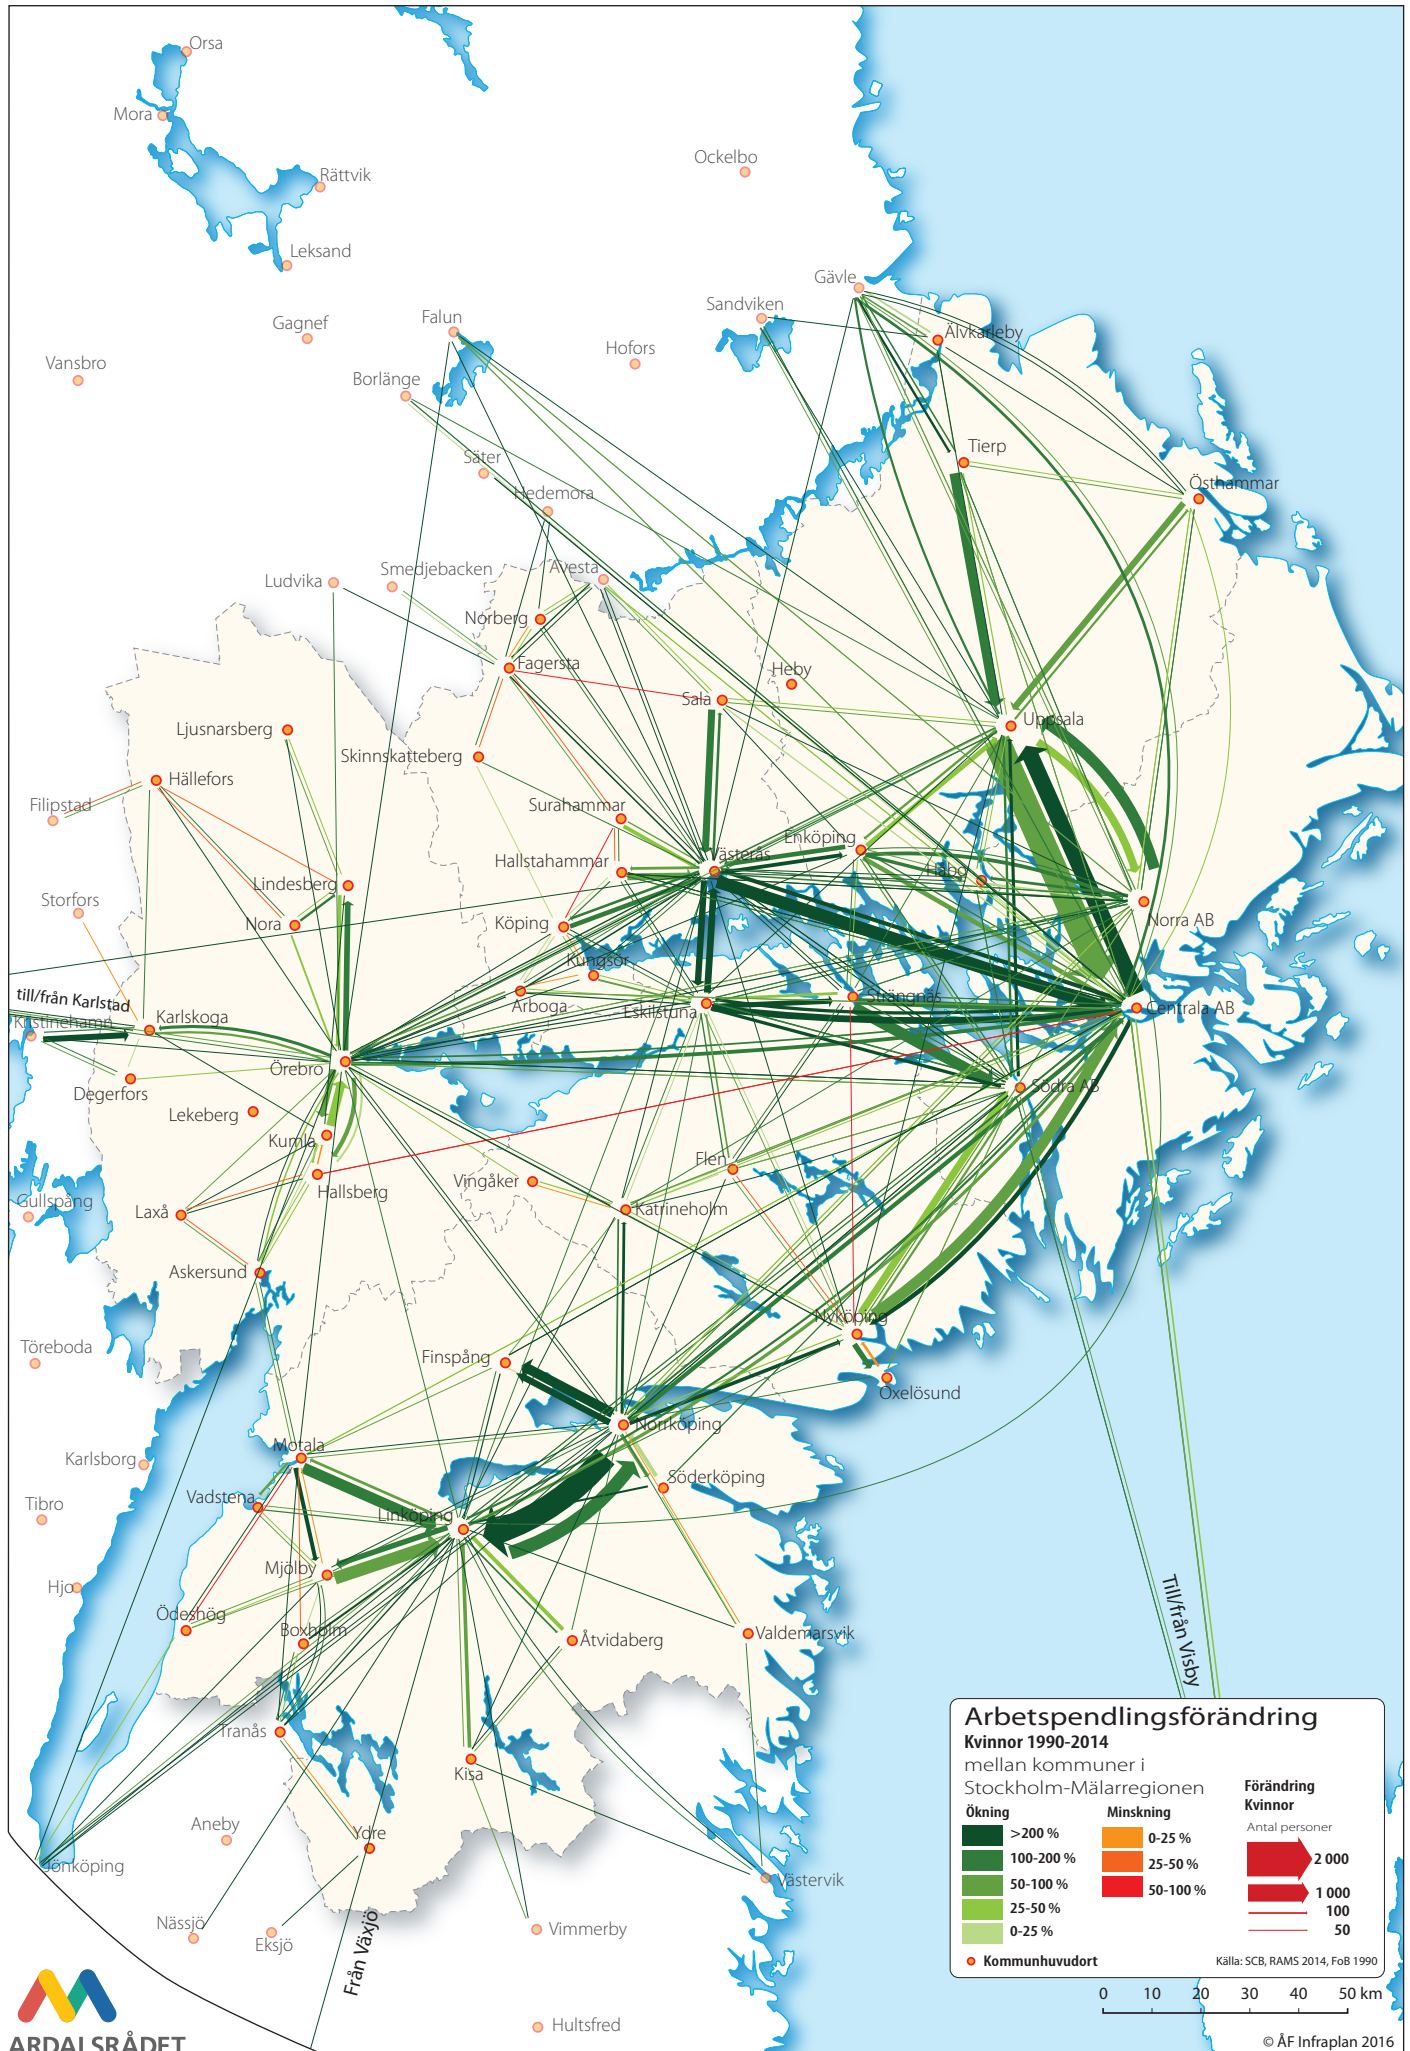 Orsa
Mora
Ockelbo
Rättvik
Leksand
Gävle
Sandviken
Falun
Gagnef
Älvkarleby
Hofors
Vansbro
Borlänge
Tierp
Säter
Östhammar
Hedemora
Avesta
Smedjebacken
Ludvika
Norberg
Fagersta
Heby
Sala
Uppsala
Ljusnarsberg
Skinnskatteberg
Hällefors
Filipstad
Surahammar
Enköping
Västerås
Hallstahammar
Håbo
Lindesberg
Storfors
Nora
Köping
Norra AB
Kungsör
till/från Karlstad
Strängnäs
Arboga
Eskilstuna
Centrala AB
Karlskoga
Kristinehamn
Örebro
Södra AB
Degerfors
Lekeberg
Kumla
Flen
Vingåker
Hallsberg
Gullspång
Laxå
Katrineholm
Askersund
Nyköping
Töreboda
Finspång
Oxelösund
Norrköping
Motala
Karlsborg
Söderköping
Vadstena
Tibro
Linköping
Mjölby
Hjo
Ödeshög
Boxholm
Åtvidaberg
Valdemarsvik
Till/från Visby
Tranås
Kisa
Aneby
Ydre
Jönköping
Västervik
Nässjö
Eksjö
Vimmerby
Från Växjö
Hultsfred
Arbetspendlingsförändring
Kvinnor 1990-2014
mellan kommuner i
Stockholm-Mälarregionen
Ökning
>200 %
100-200 %
50-100 %
25-50 %
0-25 %
Minskning
0-25 %
25-50 %
50-100 %
Förändring
Kvinnor
Antal personer
2 000
1 000
100
50
Kommunhuvudort
Källa: SCB, RAMS 2014, FoB 1990
0 10 20 30 40 50 km
© ÅF Infraplan 2016
ARDALSRÅDET